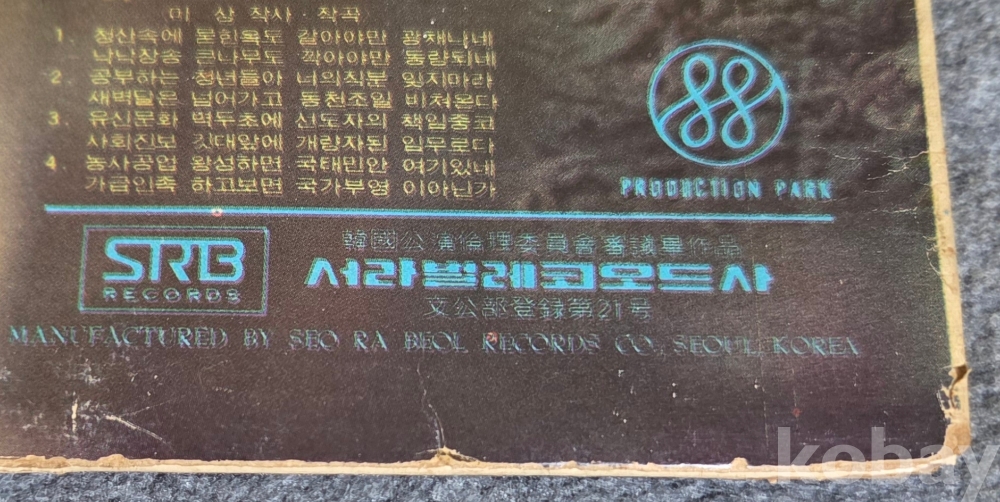 〈미 상 작사·작곡〉
1. 청산속에 묻힌옥도 갈아야만 광채나네
낙낙장송 큰나무도 깍아야만 동량되네
2. 공부하는 청년들아 너의직분 잊지마라
새벽달은 넘어가고 동천조일 비쳐온다
3. 유신문화 벽두초에 선도자의 책임중코
사회진보 깃대앞에 개량자된 임무로다
4. 농사공업 왕성하면 국태민안 여기있네
가급인족 하고보면 국가부영 이아닌가
PRODUCTION PARK
SRB
RECORDS
韓國公演倫理委員會審議畢作品
서라벌레코오드사
文公部登録第21号
MANUFACTURED BY SEO RA BEOL RECORDS CO. SEOUL, KOREA
kobay